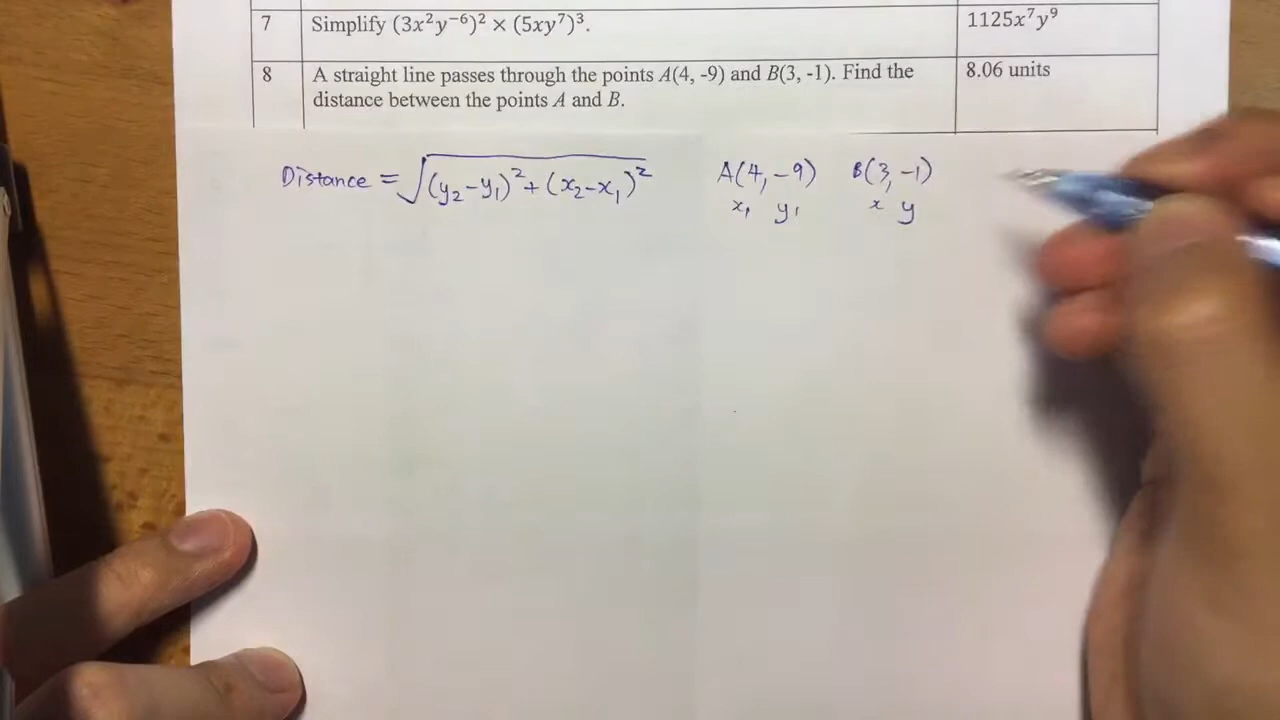 7 Simplify (3x²y⁻⁶)² × (5xy⁷)³. 1125x⁷y⁹
8 A straight line passes through the points A(4, -9) and B(3, -1). Find the 8.06 units
distance between the points A and B.
Distance = √(y₂-y₁)²+(x₂-x₁)² A(4,-9) B(3,-1)
x₁ y₁ x y